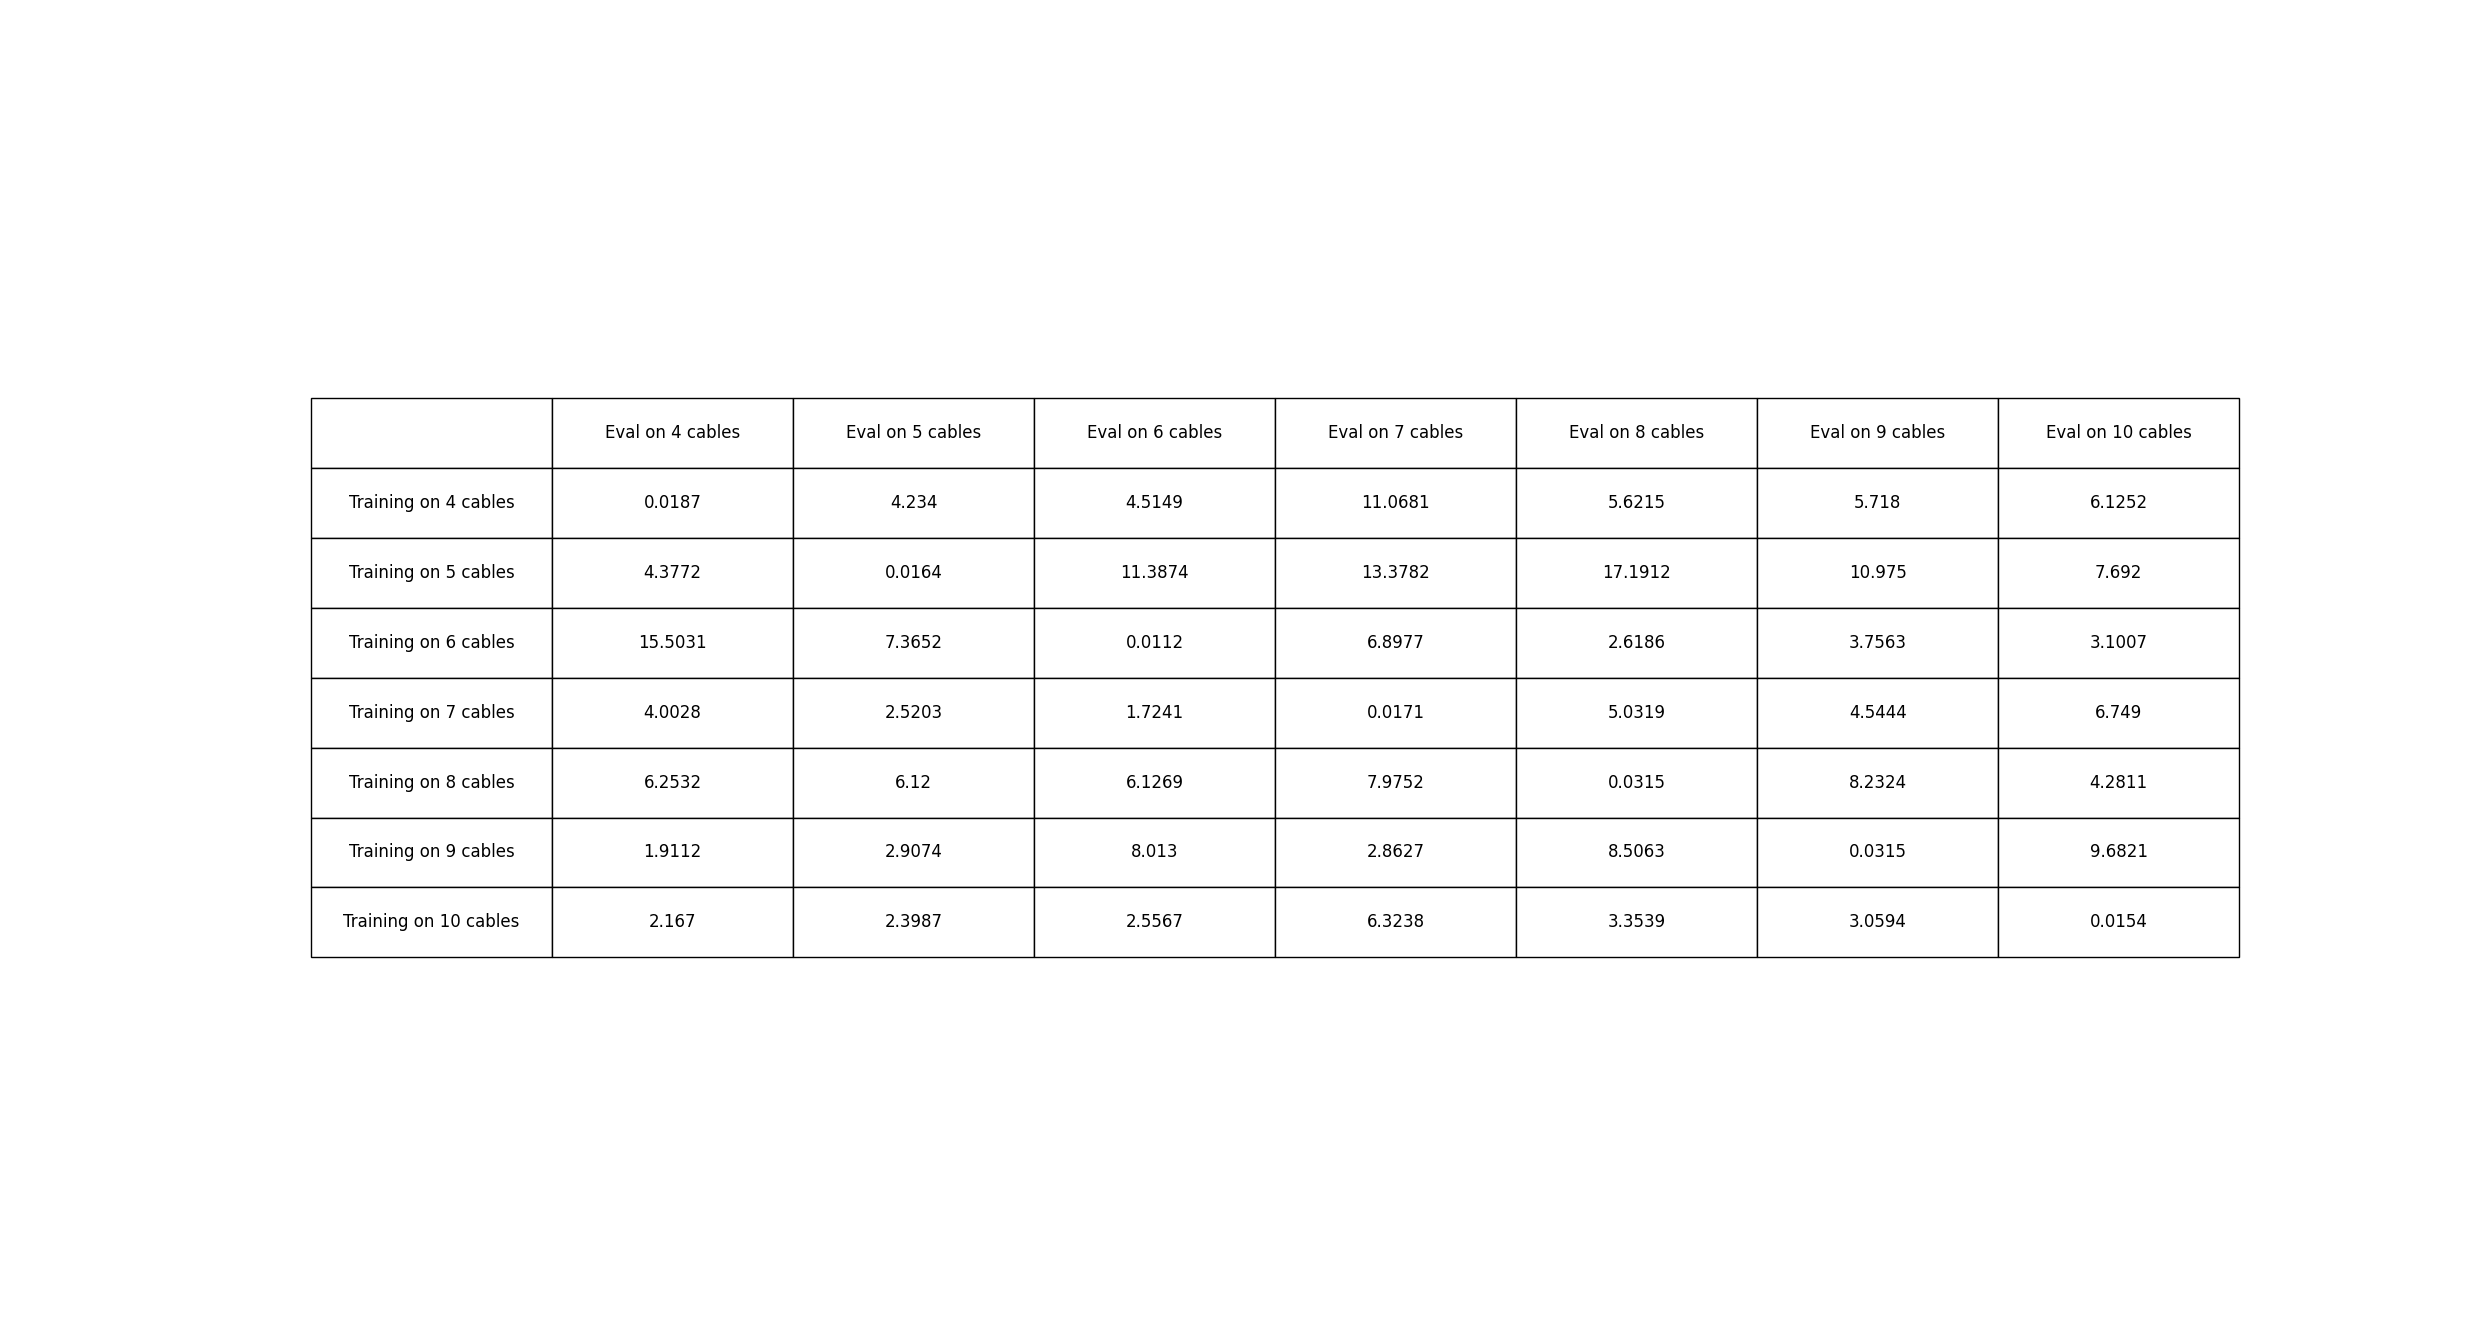 Eval on 4 cables Eval on 5 cables Eval on 6 cables Eval on 7 cables Eval on 8 cables Eval on 9 cables Eval on 10 cables
Training on 4 cables 0.0187 4.234 4.5149 11.0681 5.6215 5.718 6.1252
Training on 5 cables 4.3772 0.0164 11.3874 13.3782 17.1912 10.975 7.692
Training on 6 cables 15.5031 7.3652 0.0112 6.8977 2.6186 3.7563 3.1007
Training on 7 cables 4.0028 2.5203 1.7241 0.0171 5.0319 4.5444 6.749
Training on 8 cables 6.2532 6.12 6.1269 7.9752 0.0315 8.2324 4.2811
Training on 9 cables 1.9112 2.9074 8.013 2.8627 8.5063 0.0315 9.6821
Training on 10 cables 2.167 2.3987 2.5567 6.3238 3.3539 3.0594 0.0154